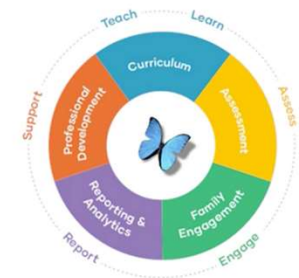 Teach
Learn
Assess
Engage
Report
Support
Curriculum
Assessment
Family
Engagement
Reporting &
Analytics
Professional
Development